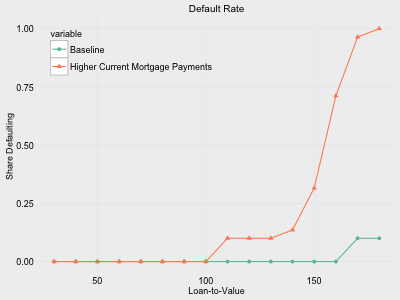 Default Rate
variable
Baseline
Higher Current Mortgage Payments
Share Defaulting
1.00
0.75
0.50
0.25
0.00
50
100
150
Loan-to-Value